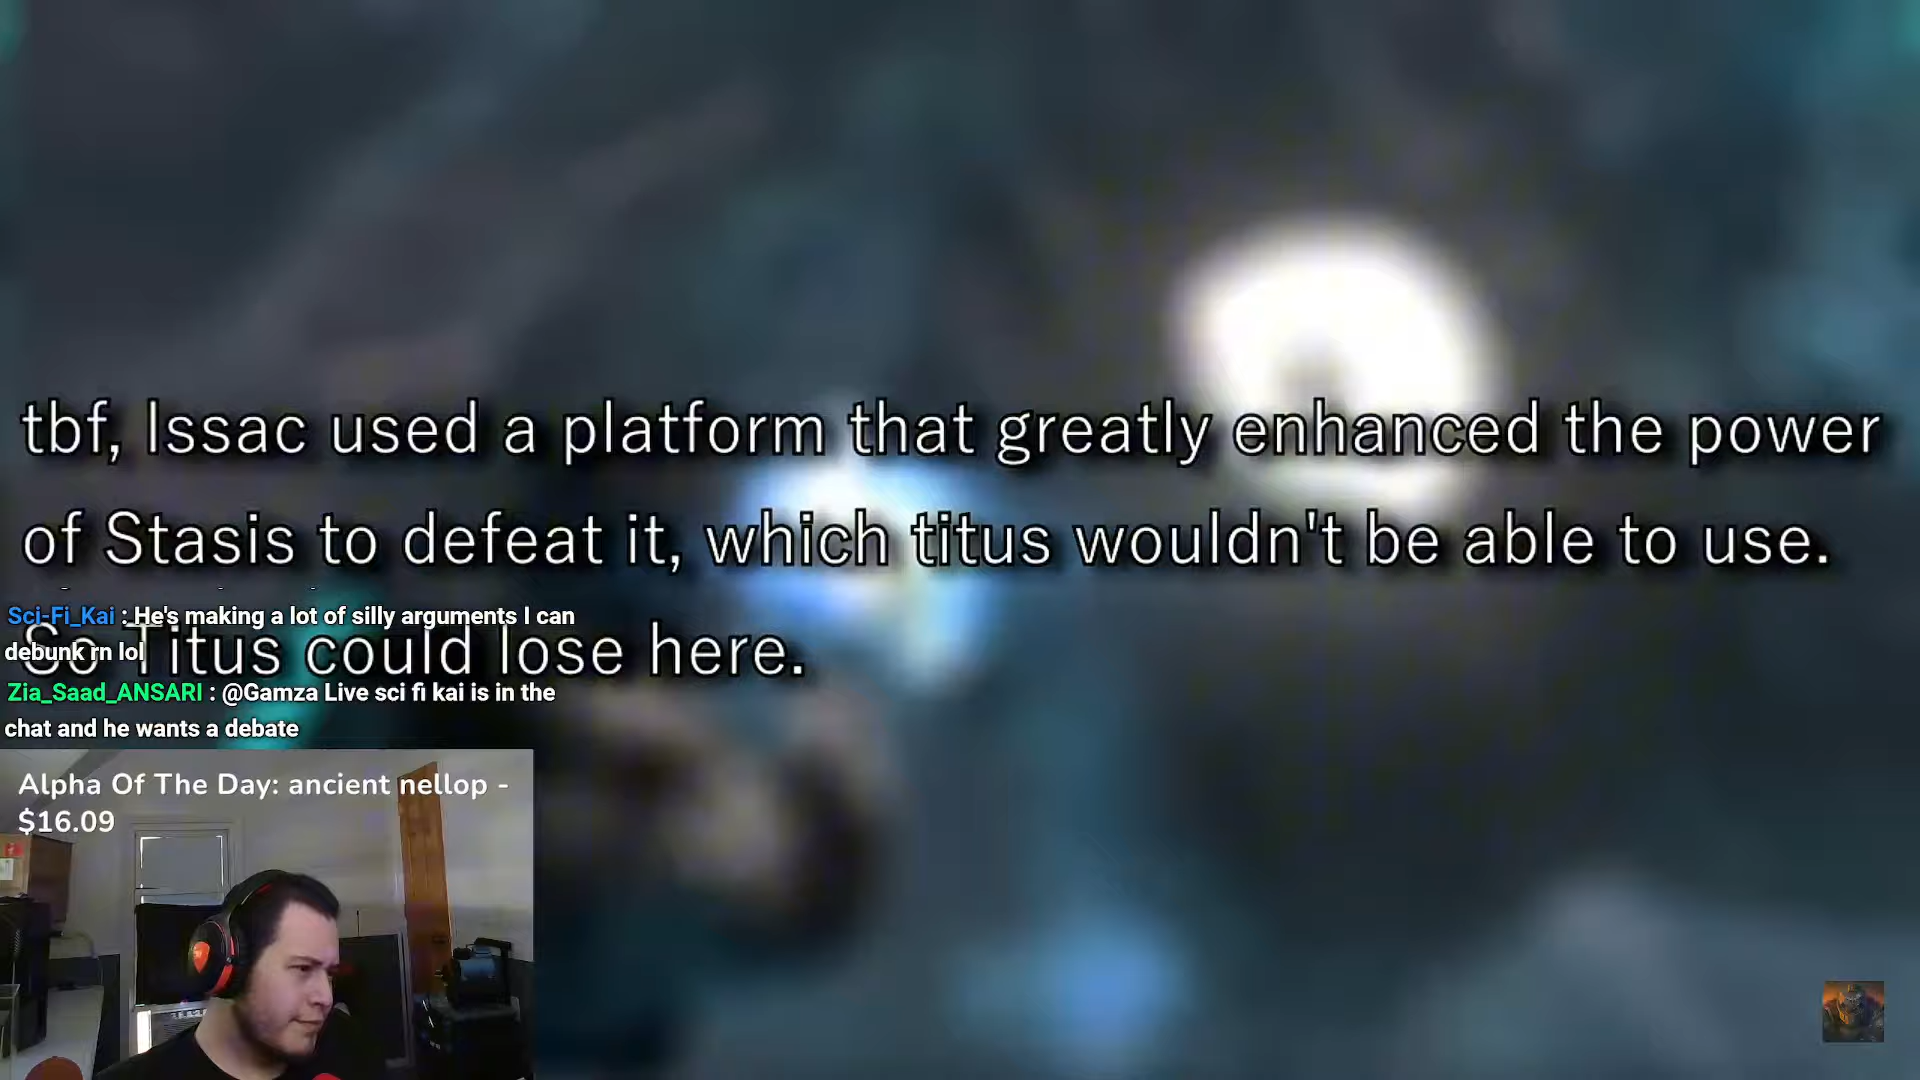 tbf, Issac used a platform that greatly enhanced the power
of Stasis to defeat it, which titus wouldn't be able to use.
So Titus could lose here.
Sci-Fi_Kai : He's making a lot of silly arguments I can
debunk rn lol
Zia_Saad_ANSARI : @Gamza Live sci fi kai is in the
chat and he wants a debate
Alpha Of The Day: ancient nellop -
$16.09